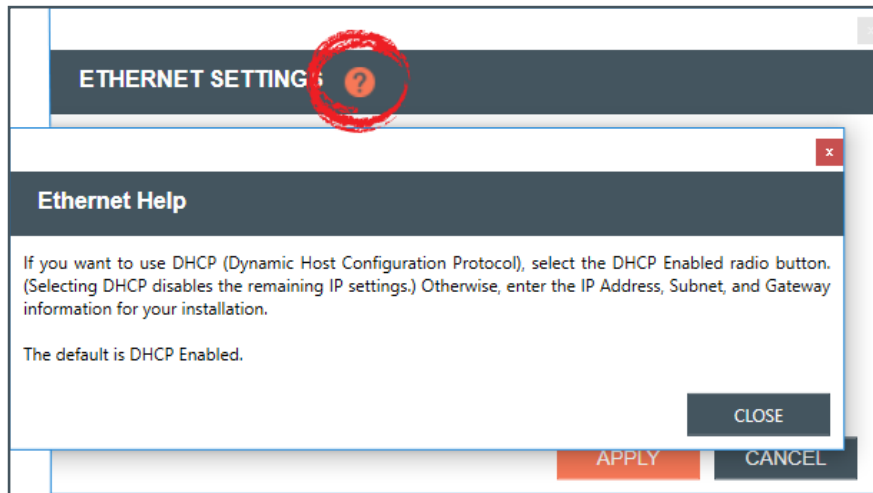 ETHERNET SETTINGS ?
x
Ethernet Help
If you want to use DHCP (Dynamic Host Configuration Protocol), select the DHCP Enabled radio button.
(Selecting DHCP disables the remaining IP settings.) Otherwise, enter the IP Address, Subnet, and Gateway
information for your installation.
The default is DHCP Enabled.
CLOSE
APPLY CANCEL